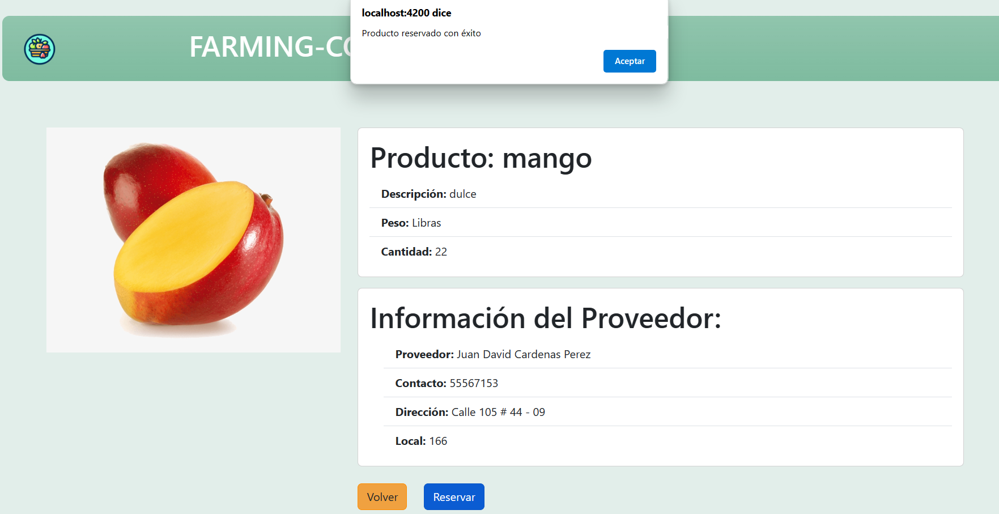 localhost:4200 dice
Producto reservado con éxito
Aceptar
FARMING-CO
Producto: mango
Descripción: dulce
Peso: Libras
Cantidad: 22
Información del Proveedor:
Proveedor: Juan David Cardenas Perez
Contacto: 55567153
Dirección: Calle 105 # 44 - 09
Local: 166
Volver
Reservar